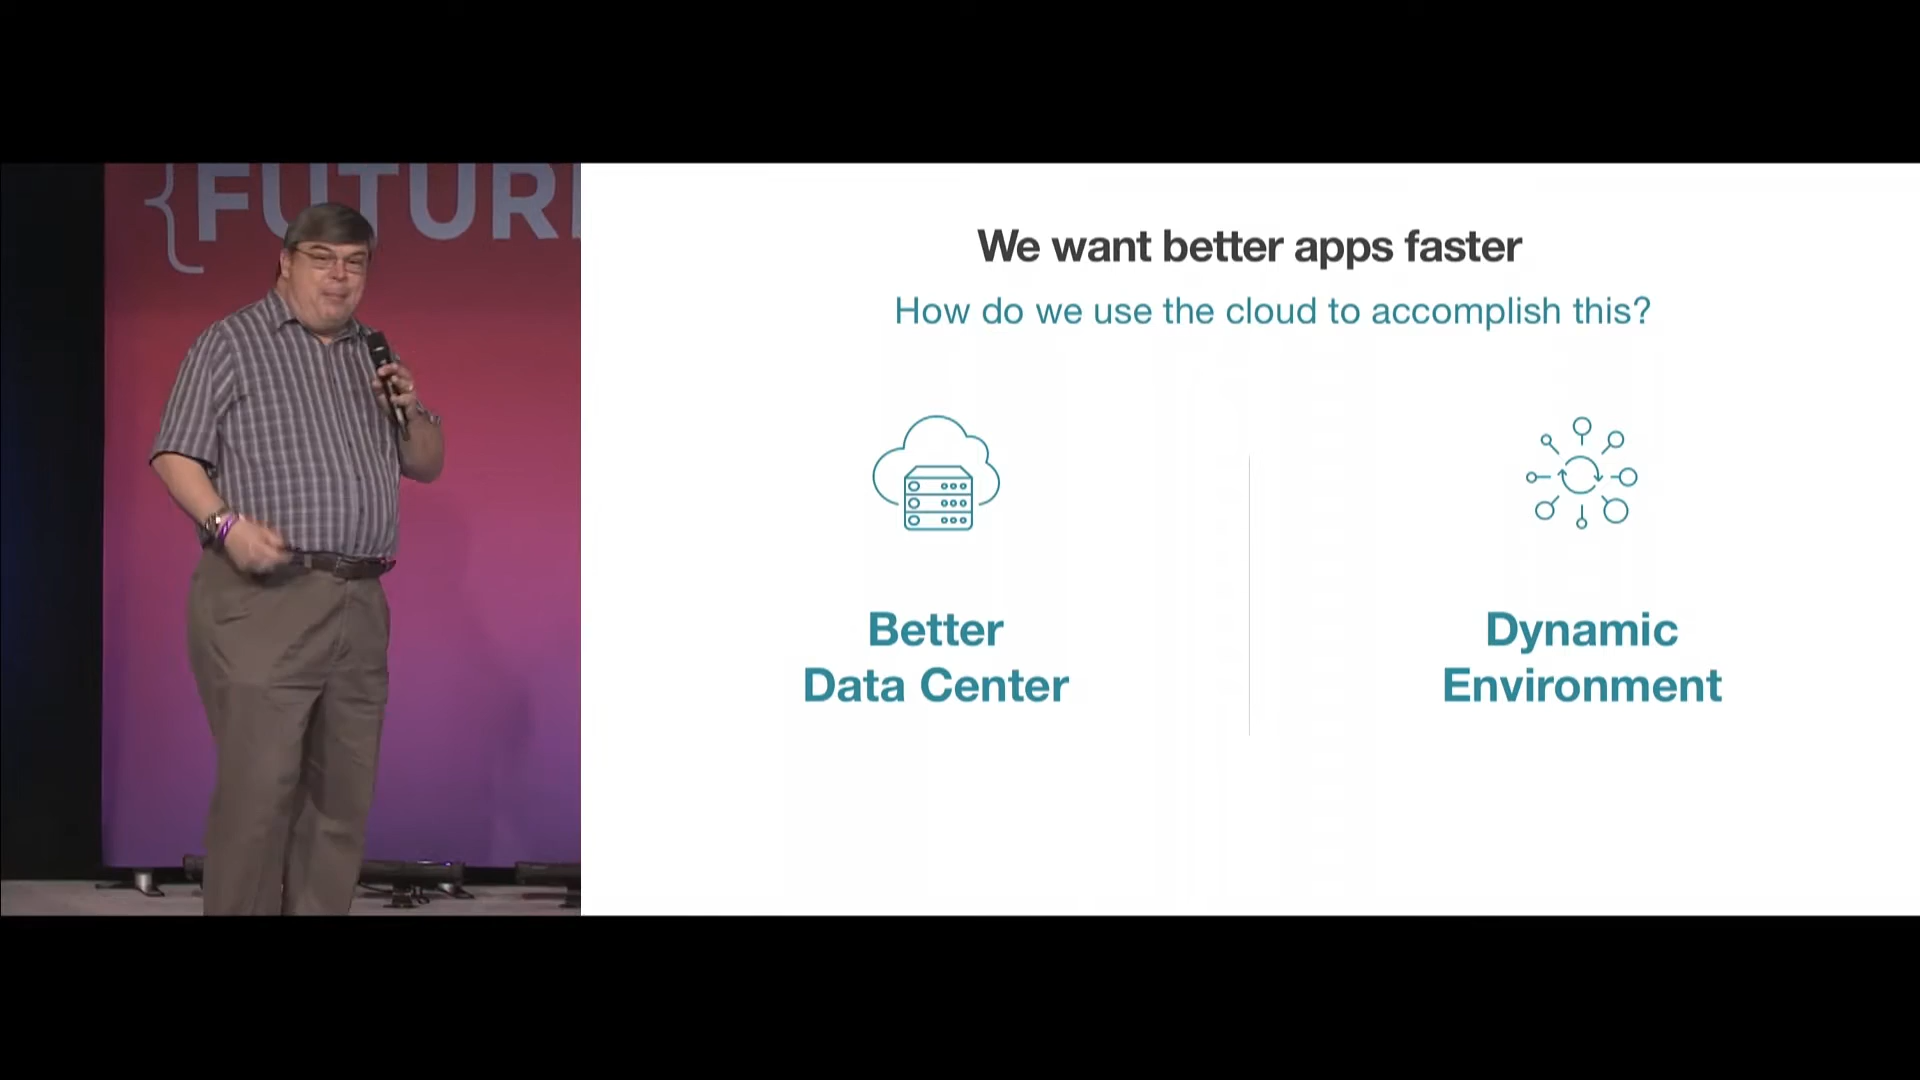 {FUTUR
We want better apps faster
How do we use the cloud to accomplish this?
Better
Data Center
Dynamic
Environment